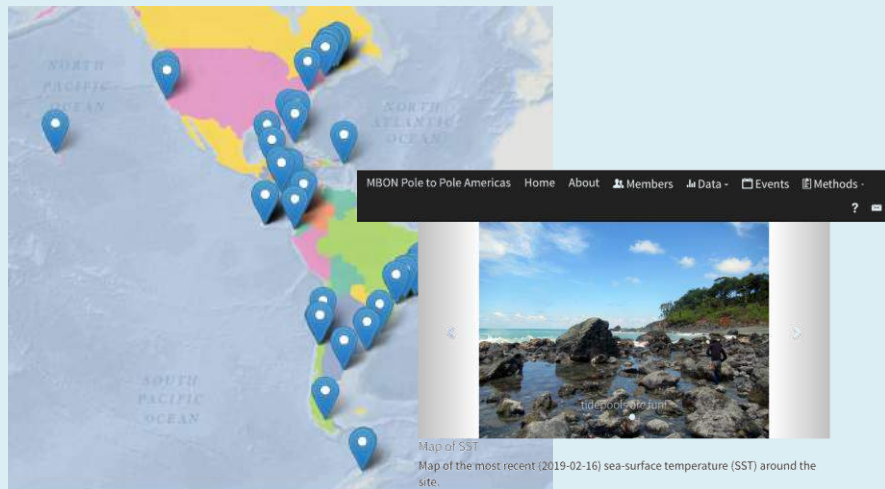 NORTH
PACIFIC
OCEAN
NORTH
ATLANTIC
OCEAN
SOUTH
PACIFIC
OCEAN
MBON Pole to Pole Americas Home About Members Data Events Methods
?
tidepools are fun!
Map of SST
Map of the most recent (2019-02-16) sea-surface temperature (SST) around the
site.